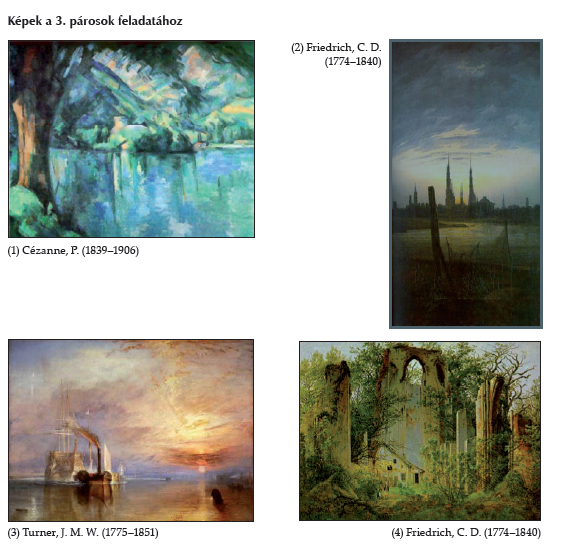 Képek a 3. párosok feladatához
(2) Friedrich, C. D.
(1774–1840)
(1) Cézanne, P. (1839–1906)
(3) Turner, J. M. W. (1775–1851)
(4) Friedrich, C. D. (1774–1840)